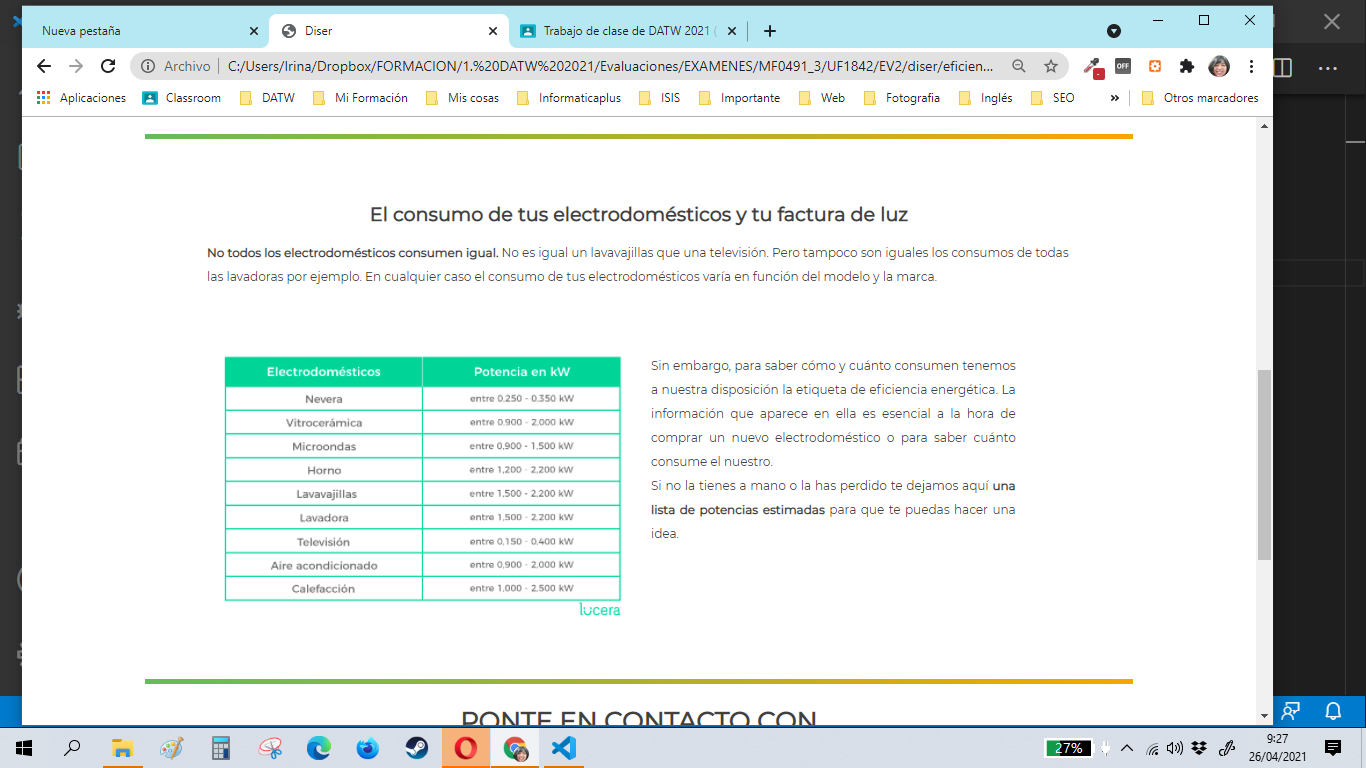 Nueva pestaña
Diser
Trabajo de clase de DATW 2021 (
Archivo
C:/Users/Irina/Dropbox/FORMACION/1.%20DATW%202021/Evaluaciones/EXAMENES/MF0491_3/UF1842/EV2/diser/eficien...
OFF
Aplicaciones
Classroom
DATW
Mi Formación
Mis cosas
Informaticaplus
ISIS
Importante
Web
Fotografia
Inglés
SEO
»
Otros marcadores
El consumo de tus electrodomésticos y tu factura de luz
No todos los electrodomésticos consumen igual. No es igual un lavavajillas que una televisión. Pero tampoco son iguales los consumos de todas
las lavadoras por ejemplo. En cualquier caso el consumo de tus electrodomésticos varía en función del modelo y la marca.
Electrodomésticos Potencia en kW
Nevera entre 0.250 - 0.350 kW
Vitrocerámica entre 0,900 - 2,000 kW
Microondas entre 0,900 - 1,500 kW
Horno entre 1,200 - 2,200 kW
Lavavajillas entre 1,500 - 2,200 kW
Lavadora entre 1,500 - 2,200 kW
Televisión entre 0,150 - 0,400 kW
Aire acondicionado entre 0,900 - 2,000 kW
Calefacción entre 1,000 - 2,500 kW
lucera
Sin embargo, para saber cómo y cuánto consumen tenemos
a nuestra disposición la etiqueta de eficiencia energética. La
información que aparece en ella es esencial a la hora de
comprar un nuevo electrodoméstico o para saber cuánto
consume el nuestro.
Si no la tienes a mano o la has perdido te dejamos aquí una
lista de potencias estimadas para que te puedas hacer una
idea.
PONTE EN CONTACTO CON
27%
9:27
26/04/2021